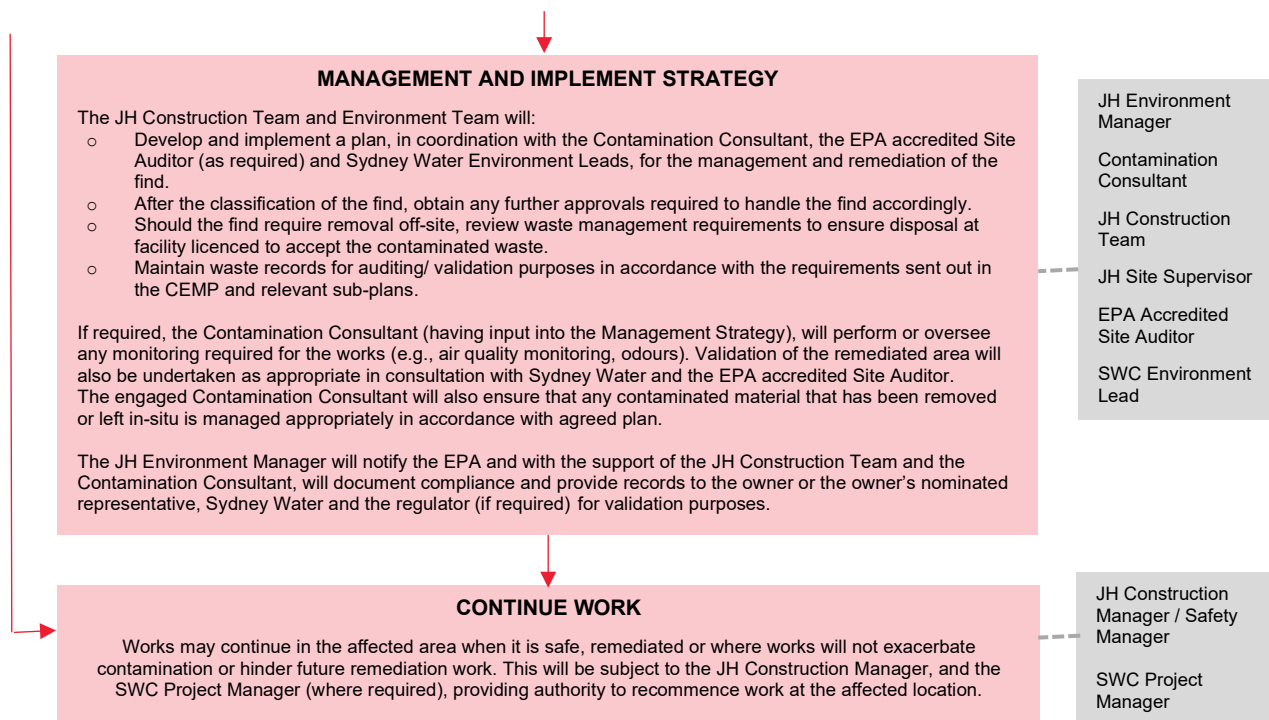 MANAGEMENT AND IMPLEMENT STRATEGY
The JH Construction Team and Environment Team will:
o Develop and implement a plan, in coordination with the Contamination Consultant, the EPA accredited Site
Auditor (as required) and Sydney Water Environment Leads, for the management and remediation of the
find.
o After the classification of the find, obtain any further approvals required to handle the find accordingly.
o Should the find require removal off-site, review waste management requirements to ensure disposal at
facility licenced to accept the contaminated waste.
o Maintain waste records for auditing/ validation purposes in accordance with the requirements sent out in
the CEMP and relevant sub-plans.
If required, the Contamination Consultant (having input into the Management Strategy), will perform or oversee
any monitoring required for the works (e.g., air quality monitoring, odours). Validation of the remediated area will
also be undertaken as appropriate in consultation with Sydney Water and the EPA accredited Site Auditor.
The engaged Contamination Consultant will also ensure that any contaminated material that has been removed
or left in-situ is managed appropriately in accordance with agreed plan.
The JH Environment Manager will notify the EPA and with the support of the JH Construction Team and the
Contamination Consultant, will document compliance and provide records to the owner or the owner's nominated
representative, Sydney Water and the regulator (if required) for validation purposes.
JH Environment
Manager
Contamination
Consultant
JH Construction
Team
JH Site Supervisor
EPA Accredited
Site Auditor
SWC Environment
Lead
CONTINUE WORK
Works may continue in the affected area when it is safe, remediated or where works will not exacerbate
contamination or hinder future remediation work. This will be subject to the JH Construction Manager, and the
SWC Project Manager (where required), providing authority to recommence work at the affected location.
JH Construction
Manager / Safety
Manager
SWC Project
Manager